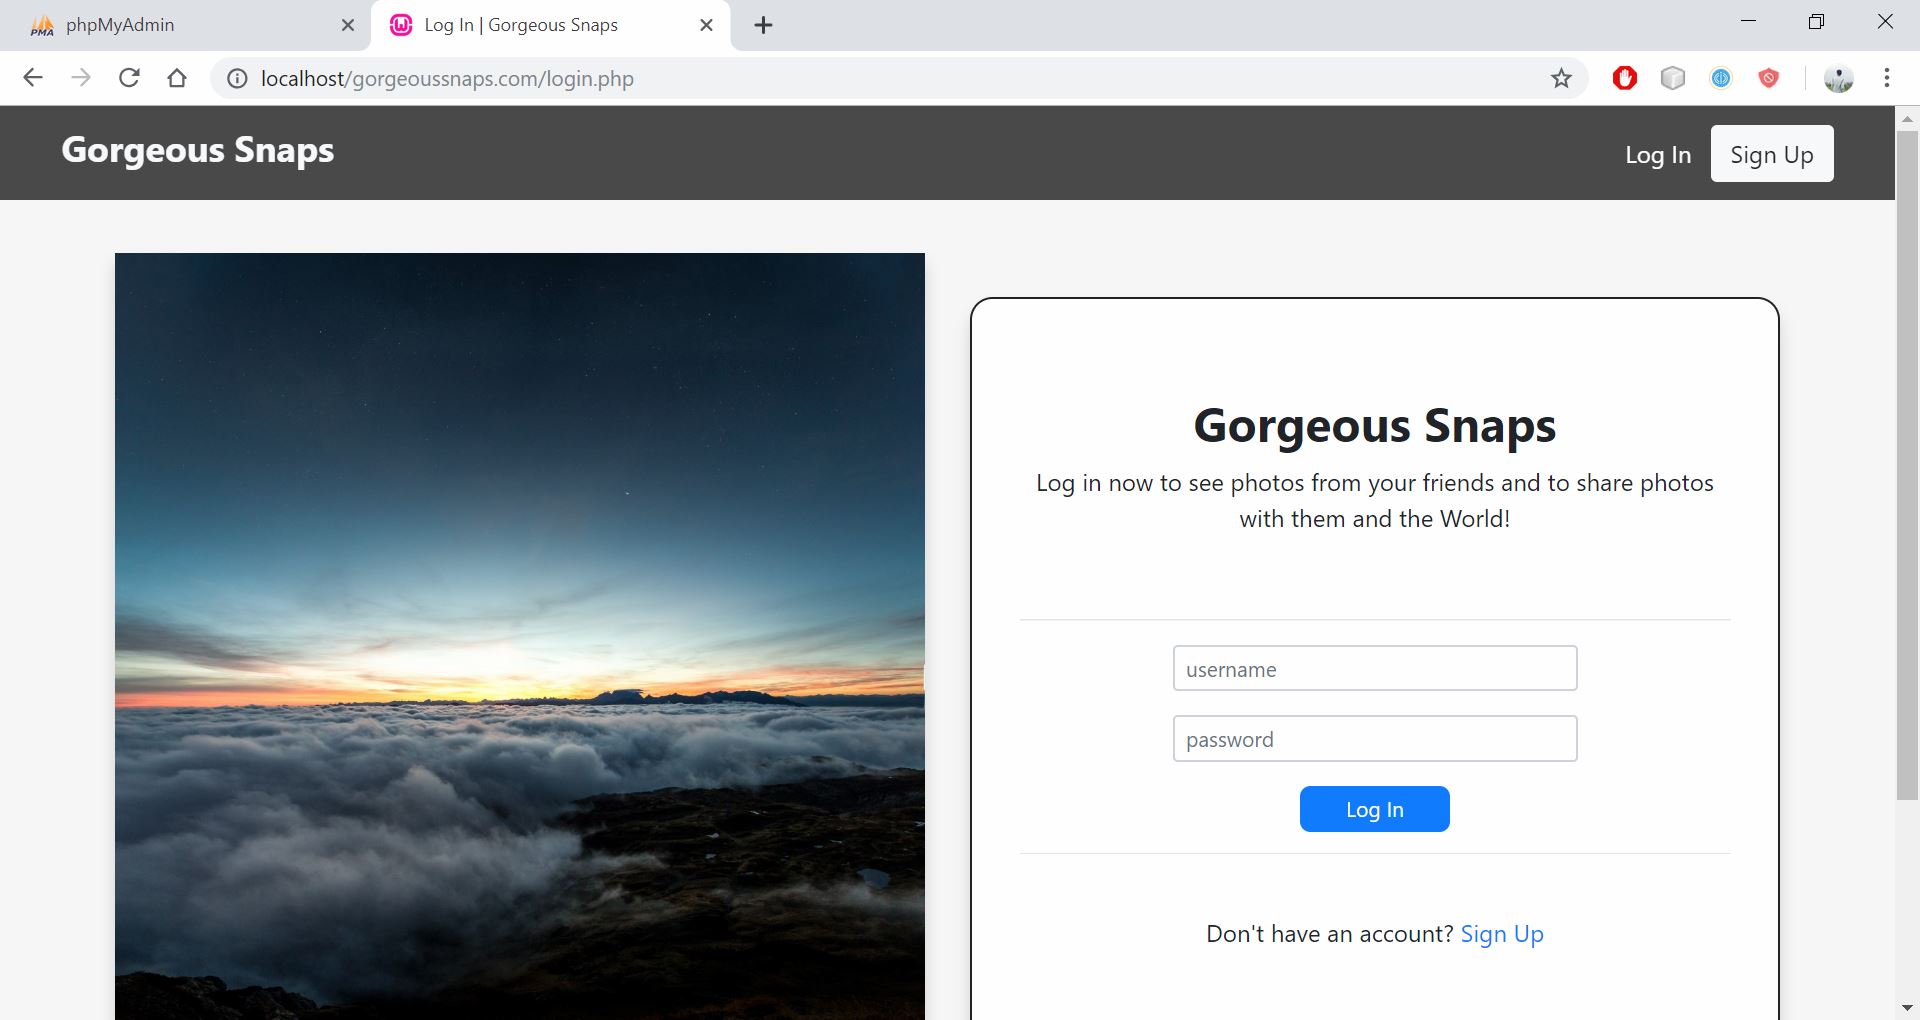 phpMyAdmin
Log In | Gorgeous Snaps
localhost/gorgeoussnaps.com/login.php
Gorgeous Snaps
Log In
Sign Up
Gorgeous Snaps
Log in now to see photos from your friends and to share photos
with them and the World!
username
password
Log In
Don't have an account? Sign Up